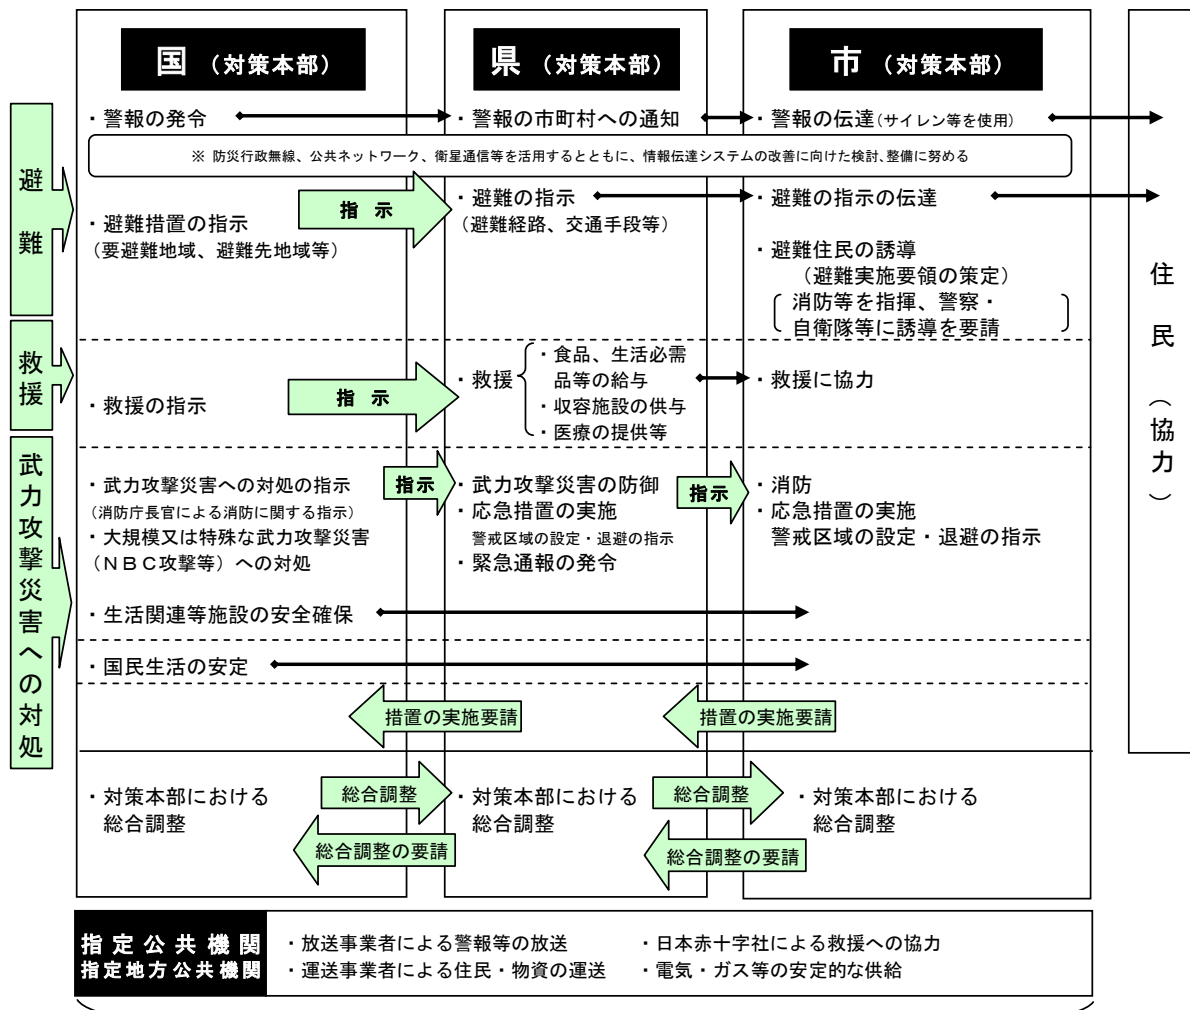 国（対策本部）
県（対策本部）
市（対策本部）
避難
・警報の発令
・警報の市町村への通知
・警報の伝達(サイレン等を使用)
※ 防災行政無線、公共ネットワーク、衛星通信等を活用するとともに、情報伝達システムの改善に向けた検討、整備に努める
・避難措置の指示
（要避難地域、避難先地域等）
指 示
・避難の指示
（避難経路、交通手段等）
・避難の指示の伝達
・避難住民の誘導
（避難実施要領の策定）
消防等を指揮、警察・
自衛隊等に誘導を要請
住民（協力）
救援
・救援の指示
指 示
・救援
・食品、生活必需
品等の給与
・収容施設の供与
・医療の提供等
・救援に協力
武力攻撃災害への対処
・武力攻撃災害への対処の指示
（消防庁長官による消防に関する指示）
・大規模又は特殊な武力攻撃災害
（ＮＢＣ攻撃等）への対処
指示
・武力攻撃災害の防御
・応急措置の実施
警戒区域の設定・退避の指示
・緊急通報の発令
指示
・消防
・応急措置の実施
警戒区域の設定・退避の指示
・生活関連等施設の安全確保
・国民生活の安定
措置の実施要請
措置の実施要請
・対策本部における
総合調整
総合調整
総合調整の要請
・対策本部における
総合調整
総合調整
総合調整の要請
・対策本部における
総合調整
指定公共機関
指定地方公共機関
・放送事業者による警報等の放送
・日本赤十字社による救援への協力
・運送事業者による住民・物資の運送
・電気・ガス等の安定的な供給